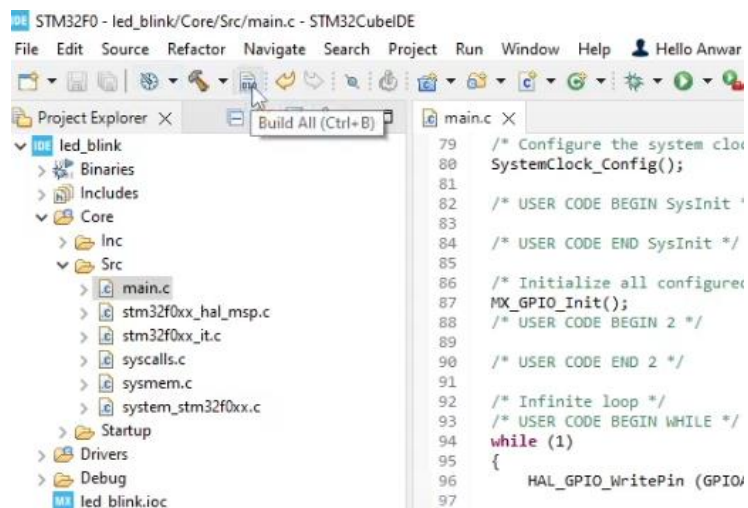 IDE STM32F0 - led_blink/Core/Src/main.c - STM32CubeIDE
File Edit Source Refactor Navigate Search Project Run Window Help Hello Anwar
010
Project Explorer
Build All (Ctrl+B)
IDE led_blink
Binaries
Includes
Core
Inc
Src
main.c
stm32f0xx_hal_msp.c
stm32f0xx_it.c
syscalls.c
sysmem.c
system_stm32f0xx.c
Startup
Drivers
Debug
MX led_blink.ioc
main.c
79 /* Configure the system cloc
80 SystemClock_Config();
81
82 /* USER CODE BEGIN SysInit *
83
84 /* USER CODE END SysInit */
85
86 /* Initialize all configured
87 MX_GPIO_Init();
88 /* USER CODE BEGIN 2 */
89
90 /* USER CODE END 2 */
91
92 /* Infinite loop */
93 /* USER CODE BEGIN WHILE */
94 while (1)
95 {
96 HAL_GPIO_WritePin (GPIOA
97